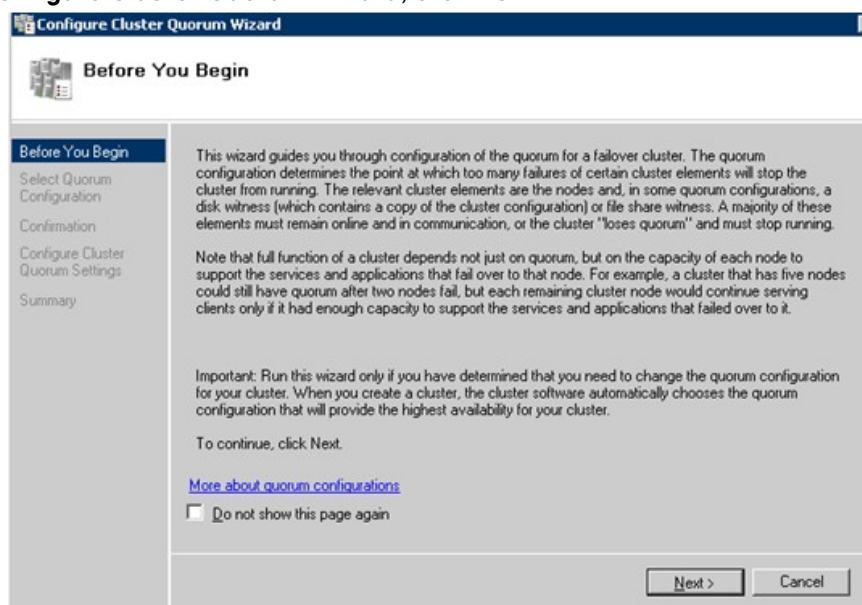 Configure Cluster Quorum Wizard
Before You Begin
Before You Begin
Select Quorum
Configuration
Confirmation
Configure Cluster
Quorum Settings
Summary
This wizard guides you through configuration of the quorum for a failover cluster. The quorum
configuration determines the point at which too many failures of certain cluster elements will stop the
cluster from running. The relevant cluster elements are the nodes and, in some quorum configurations, a
disk witness (which contains a copy of the cluster configuration) or file share witness. A majority of these
elements must remain online and in communication, or the cluster "loses quorum" and must stop running.
Note that full function of a cluster depends not just on quorum, but on the capacity of each node to
support the services and applications that fail over to that node. For example, a cluster that has five nodes
could still have quorum after two nodes fail, but each remaining cluster node would continue serving
clients only if it had enough capacity to support the services and applications that failed over to it.
Important: Run this wizard only if you have determined that you need to change the quorum configuration
for your cluster. When you create a cluster, the cluster software automatically chooses the quorum
configuration that will provide the highest availability for your cluster.
To continue, click Next.
More about quorum configurations
Do not show this page again
Next >
Cancel